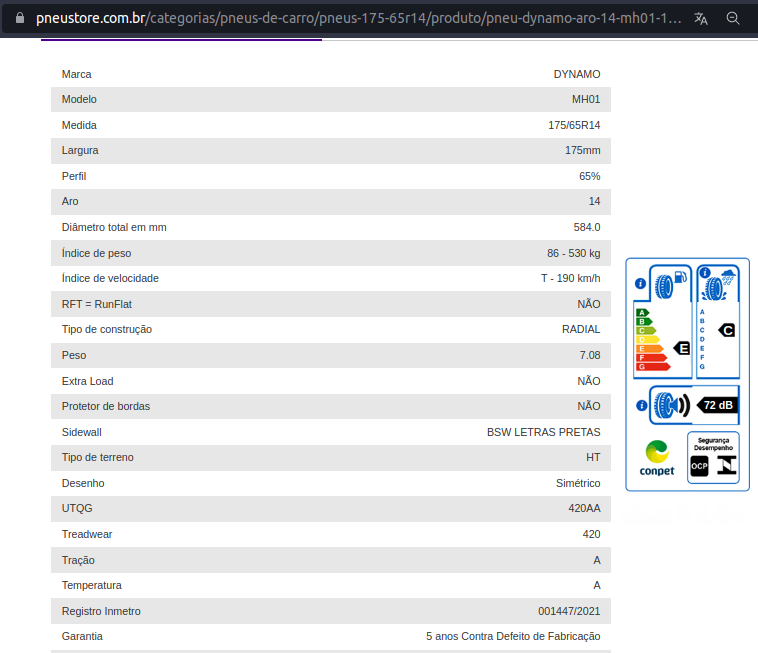 pneustore.com.br/categorias/pneus-de-carro/pneus-175-65r14/produto/pneu-dynamo-aro-14-mh01-1...
Marca DYNAMO
Modelo MH01
Medida 175/65R14
Largura 175mm
Perfil 65%
Aro 14
Diâmetro total em mm 584.0
Índice de peso 86 - 530 kg
Índice de velocidade T - 190 km/h
RFT = RunFlat NÃO
Tipo de construção RADIAL
Peso 7.08
Extra Load NÃO
Protetor de bordas NÃO
Sidewall BSW LETRAS PRETAS
Tipo de terreno HT
Desenho Simétrico
UTQG 420AA
Treadwear 420
Tração A
Temperatura A
Registro Inmetro 001447/2021
Garantia 5 anos Contra Defeito de Fabricação
i
i
A
B
C
D
E
F
G
E
A
B
C
D
E
F
G
C
i
72 dB
conpet
Segurança
Desempenho
OCP